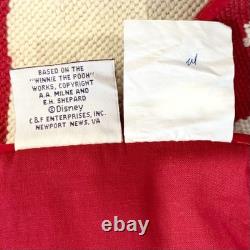 BASED ON THE
"WINNIE THE POOH"
WORKS, COPYRIGHT
A.A. MILNE AND
E.H. SHEPARD
©Disney
C&F ENTERPRISES, INC.
NEWPORT NEWS. VA